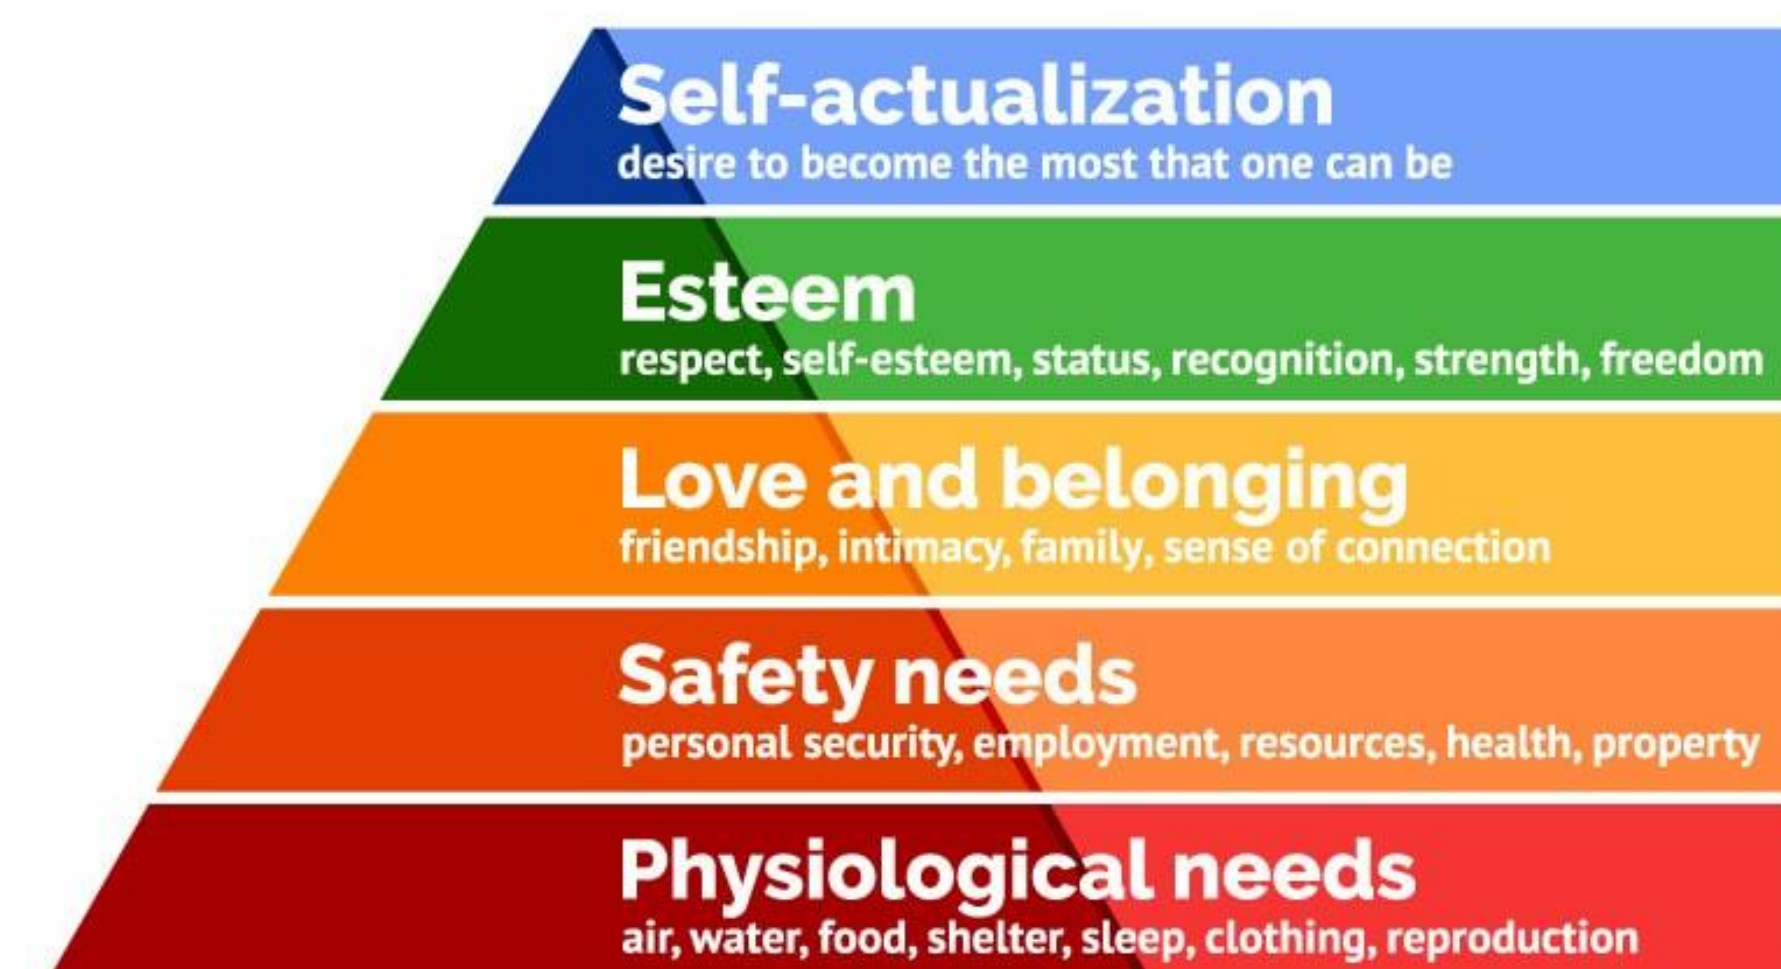 Self-actualization
desire to become the most that one can be
Esteem
respect, self-esteem, status, recognition, strength, freedom
Love and belonging
friendship, intimacy, family, sense of connection
Safety needs
personal security, employment, resources, health, property
Physiological needs
air, water, food, shelter, sleep, clothing, reproduction